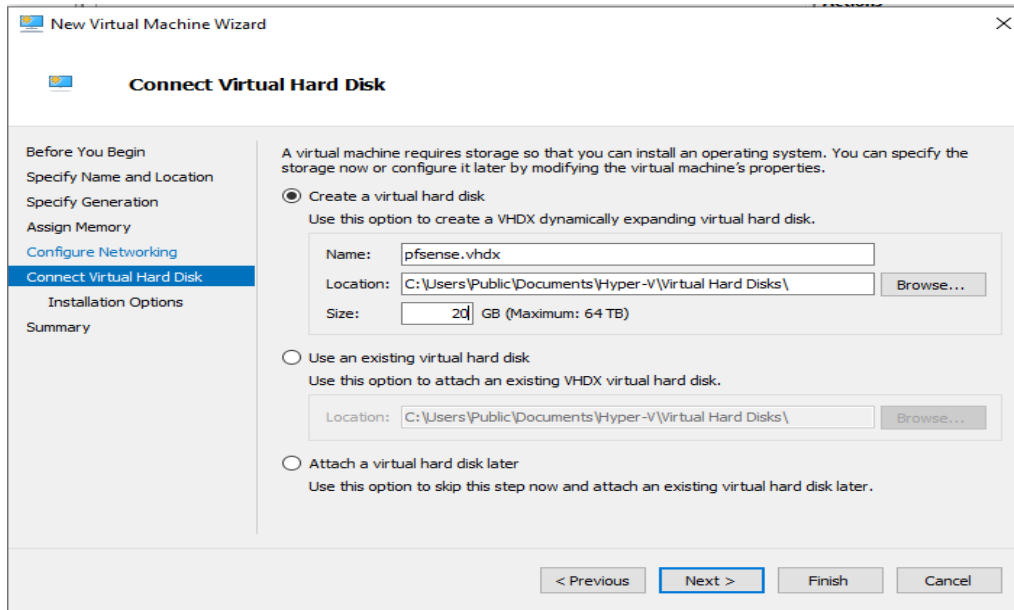 New Virtual Machine Wizard
Connect Virtual Hard Disk
Before You Begin
Specify Name and Location
Specify Generation
Assign Memory
Configure Networking
Connect Virtual Hard Disk
Installation Options
Summary
A virtual machine requires storage so that you can install an operating system. You can specify the
storage now or configure it later by modifying the virtual machine's properties.
Create a virtual hard disk
Use this option to create a VHDX dynamically expanding virtual hard disk.
Name: pfsense.vhdx
Location: C:\Users\Public\Documents\Hyper-V\Virtual Hard Disks\ Browse...
Size: 20 GB (Maximum: 64 TB)
Use an existing virtual hard disk
Use this option to attach an existing VHDX virtual hard disk.
Location: C:\Users\Public\Documents\Hyper-V\Virtual Hard Disks\ Browse...
Attach a virtual hard disk later
Use this option to skip this step now and attach an existing virtual hard disk later.
< Previous Next > Finish Cancel